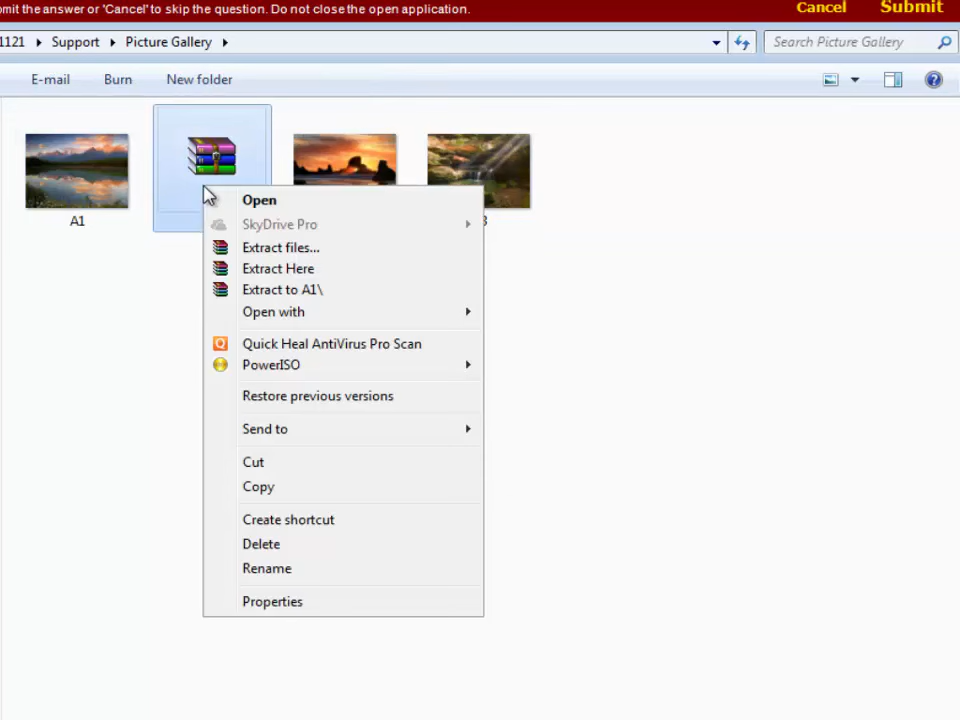 mit the answer or 'Cancel' to skip the question. Do not close the open application.
Cancel Submit
1121 Support Picture Gallery
Search Picture Gallery
E-mail Burn New folder
A1
3
Open
SkyDrive Pro
Extract files...
Extract Here
Extract to A1\
Open with
Quick Heal AntiVirus Pro Scan
PowerISO
Restore previous versions
Send to
Cut
Copy
Create shortcut
Delete
Rename
Properties